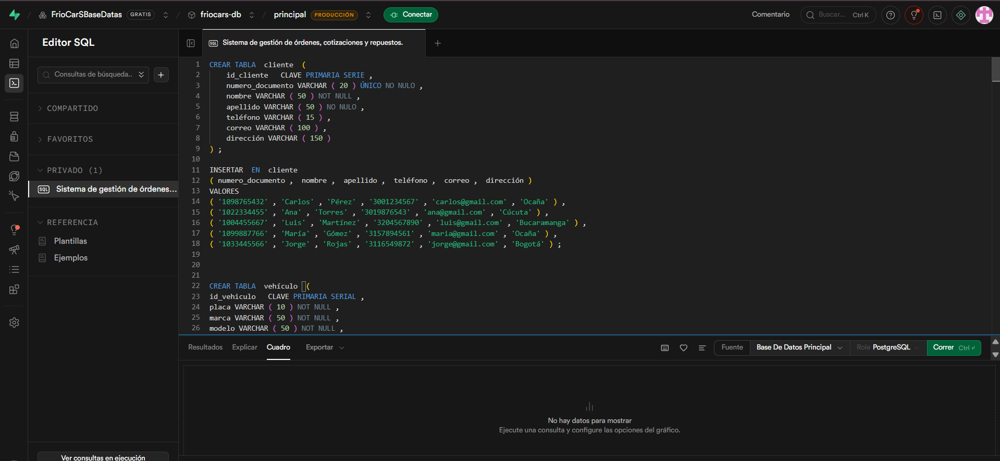 FrioCarSBaseDatas GRATIS / friocars-db / principal PRODUCCIÓN Conectar Comentario Buscar... Ctrl K
Editor SQL
Consultas de búsqueda..
COMPARTIDO
FAVORITOS
PRIVADO (1)
SQL Sistema de gestión de órdenes...
REFERENCIA
Plantillas
Ejemplos
Ver consultas en ejecución
SQL Sistema de gestión de órdenes, cotizaciones y repuestos.
1 CREAR TABLA cliente (
2 id_cliente CLAVE PRIMARIA SERIE ,
3 numero_documento VARCHAR ( 20 ) ÚNICO NO NULO ,
4 nombre VARCHAR ( 50 ) NOT NULL ,
5 apellido VARCHAR ( 50 ) NO NULO ,
6 teléfono VARCHAR ( 15 ) ,
7 correo VARCHAR ( 100 ) ,
8 dirección VARCHAR ( 150 )
9 ) ;
10
11 INSERTAR EN cliente
12 ( numero_documento , nombre , apellido , teléfono , correo , dirección )
13 VALORES
14 ( '1098765432' , 'Carlos' , 'Pérez' , '3001234567' , 'carlos@gmail.com' , 'Ocaña' ) ,
15 ( '1022334455' , 'Ana' , 'Torres' , '3019876543' , 'ana@gmail.com' , 'Cúcuta' ) ,
16 ( '1004455667' , 'Luis' , 'Martínez' , '3204567890' , 'luis@gmail.com' , 'Bucaramanga' ) ,
17 ( '1099887766' , 'María' , 'Gómez' , '3157894561' , 'maria@gmail.com' , 'Ocaña' ) ,
18 ( '1033445566' , 'Jorge' , 'Rojas' , '3116549872' , 'jorge@gmail.com' , 'Bogotá' ) ;
19
20
21
22 CREAR TABLA vehículo (
23 id_vehiculo CLAVE PRIMARIA SERIAL ,
24 placa VARCHAR ( 10 ) NOT NULL ,
25 marca VARCHAR ( 50 ) NOT NULL ,
26 modelo VARCHAR ( 50 ) NOT NULL ,
Resultados Explicar Cuadro Exportar Fuente Base De Datos Principal Role PostgreSQL Correr Ctrl ↵
No hay datos para mostrar
Ejecute una consulta y configure las opciones del gráfico.